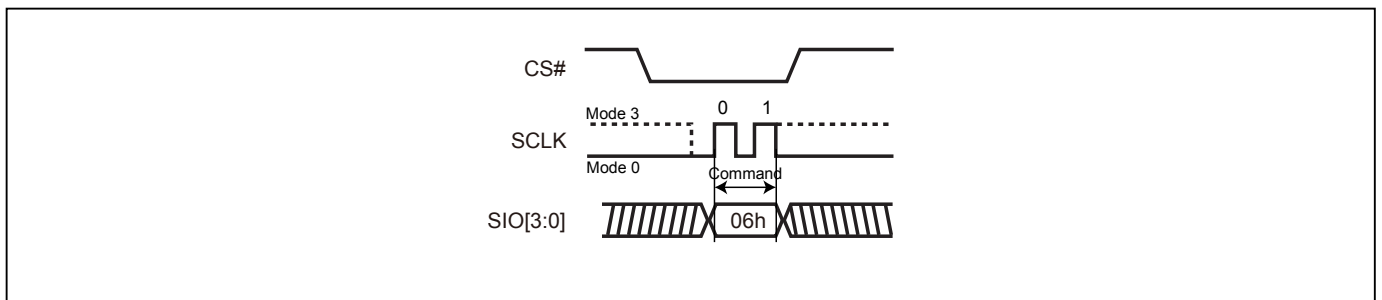 CS#
Mode 3
0 1
SCLK
Mode 0
Command
SIO[3:0]
06h